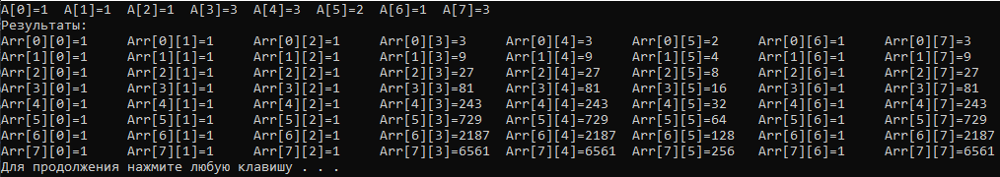 A[0]=1  A[1]=1  A[2]=1  A[3]=3  A[4]=3  A[5]=2  A[6]=1  A[7]=3
Результаты:
Arr[0][0]=1     Arr[0][1]=1     Arr[0][2]=1     Arr[0][3]=3     Arr[0][4]=3     Arr[0][5]=2     Arr[0][6]=1     Arr[0][7]=3
Arr[1][0]=1     Arr[1][1]=1     Arr[1][2]=1     Arr[1][3]=9     Arr[1][4]=9     Arr[1][5]=4     Arr[1][6]=1     Arr[1][7]=9
Arr[2][0]=1     Arr[2][1]=1     Arr[2][2]=1     Arr[2][3]=27    Arr[2][4]=27    Arr[2][5]=8     Arr[2][6]=1     Arr[2][7]=27
Arr[3][0]=1     Arr[3][1]=1     Arr[3][2]=1     Arr[3][3]=81    Arr[3][4]=81    Arr[3][5]=16    Arr[3][6]=1     Arr[3][7]=81
Arr[4][0]=1     Arr[4][1]=1     Arr[4][2]=1     Arr[4][3]=243   Arr[4][4]=243   Arr[4][5]=32    Arr[4][6]=1     Arr[4][7]=243
Arr[5][0]=1     Arr[5][1]=1     Arr[5][2]=1     Arr[5][3]=729   Arr[5][4]=729   Arr[5][5]=64    Arr[5][6]=1     Arr[5][7]=729
Arr[6][0]=1     Arr[6][1]=1     Arr[6][2]=1     Arr[6][3]=2187  Arr[6][4]=2187  Arr[6][5]=128   Arr[6][6]=1     Arr[6][7]=2187
Arr[7][0]=1     Arr[7][1]=1     Arr[7][2]=1     Arr[7][3]=6561  Arr[7][4]=6561  Arr[7][5]=256   Arr[7][6]=1     Arr[7][7]=6561
Для продолжения нажмите любую клавишу . . .